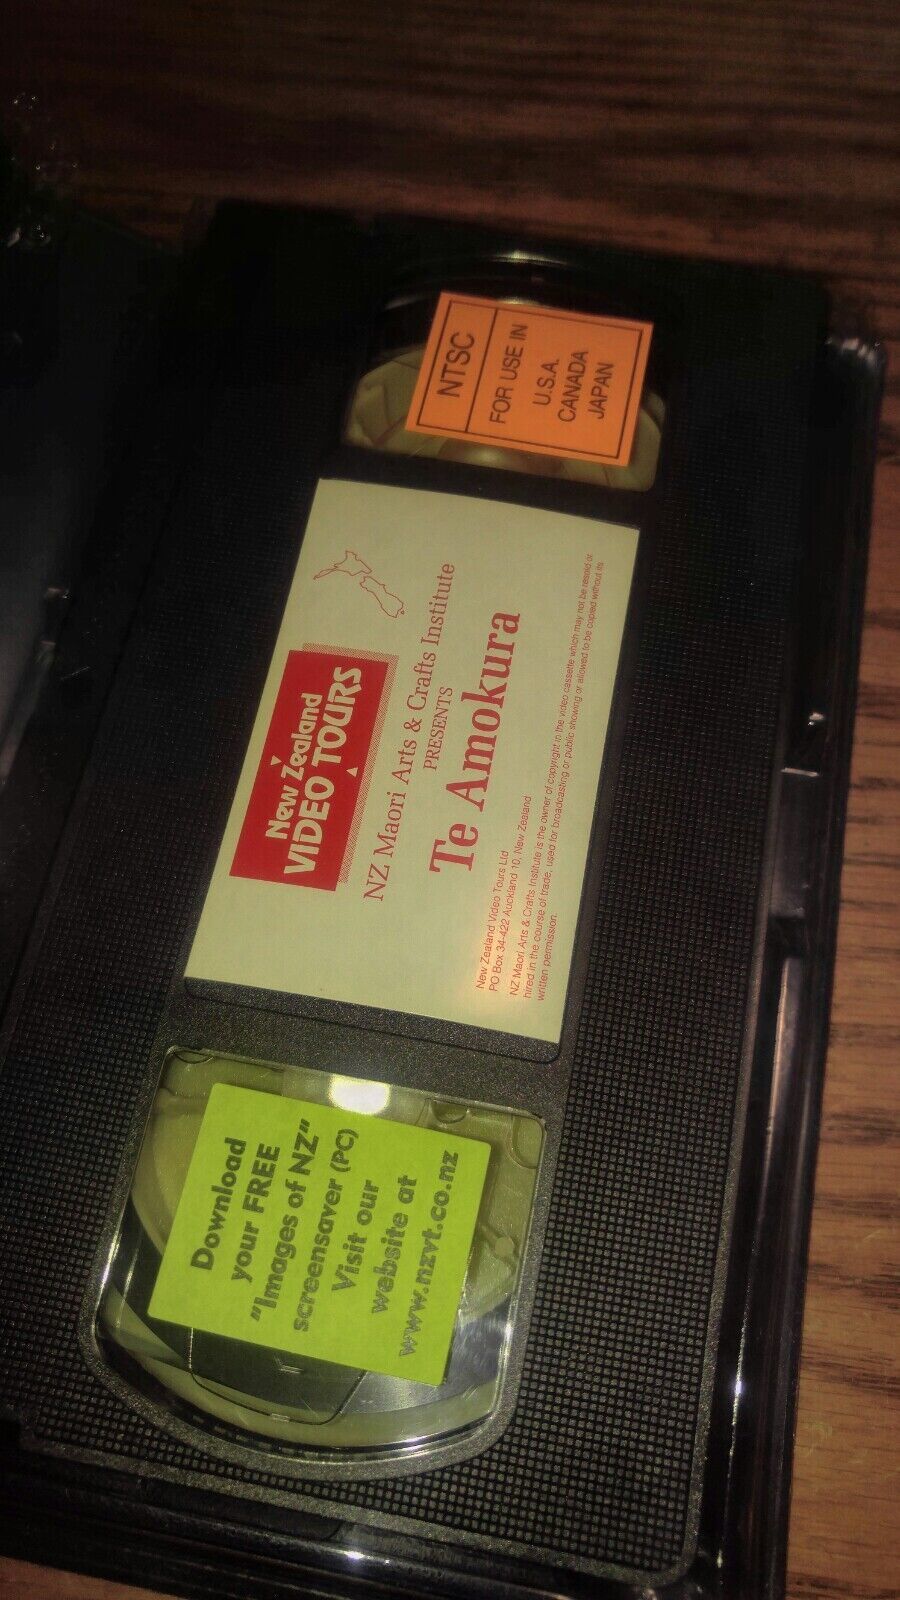 NTSC
FOR USE IN
U.S.A.
CANADA
JAPAN
New Zealand
VIDEO TOURS
NZ Maori Arts & Crafts Institute
PRESENTS
Te Amokura
New Zealand Video Tours Ltd
PO Box 34-422 Auckland 10, New Zealand
NZ Maori Arts & Crafts Institute is the owner of copyright in the video cassette which may not be resold or
hired in the course of trade, used for broadcasting or public showing or allowed to be copied without its
written permission.
Download
your FREE
"Images of NZ"
screensaver (PC)
Visit our
website at
www.nzvt.co.nz